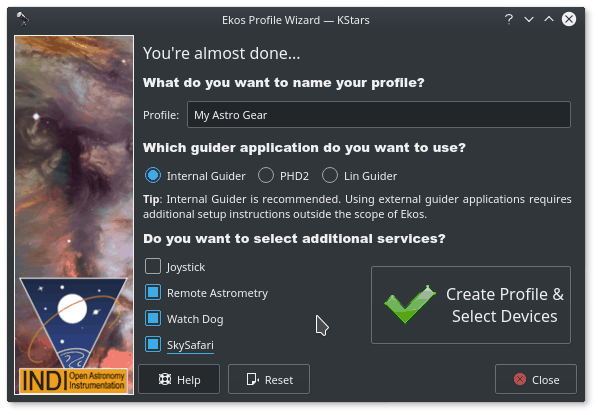 Ekos Profile Wizard — KStars
You're almost done...
What do you want to name your profile?
Profile: My Astro Gear
Which guider application do you want to use?
Internal Guider PHD2 Lin Guider
Tip: Internal Guider is recommended. Using external guider applications requires
additional setup instructions outside the scope of Ekos.
Do you want to select additional services?
Joystick
Remote Astrometry
Watch Dog
SkySafari
Create Profile &
Select Devices
INDI Open Astronomy
Instrumentation
Help Reset Close